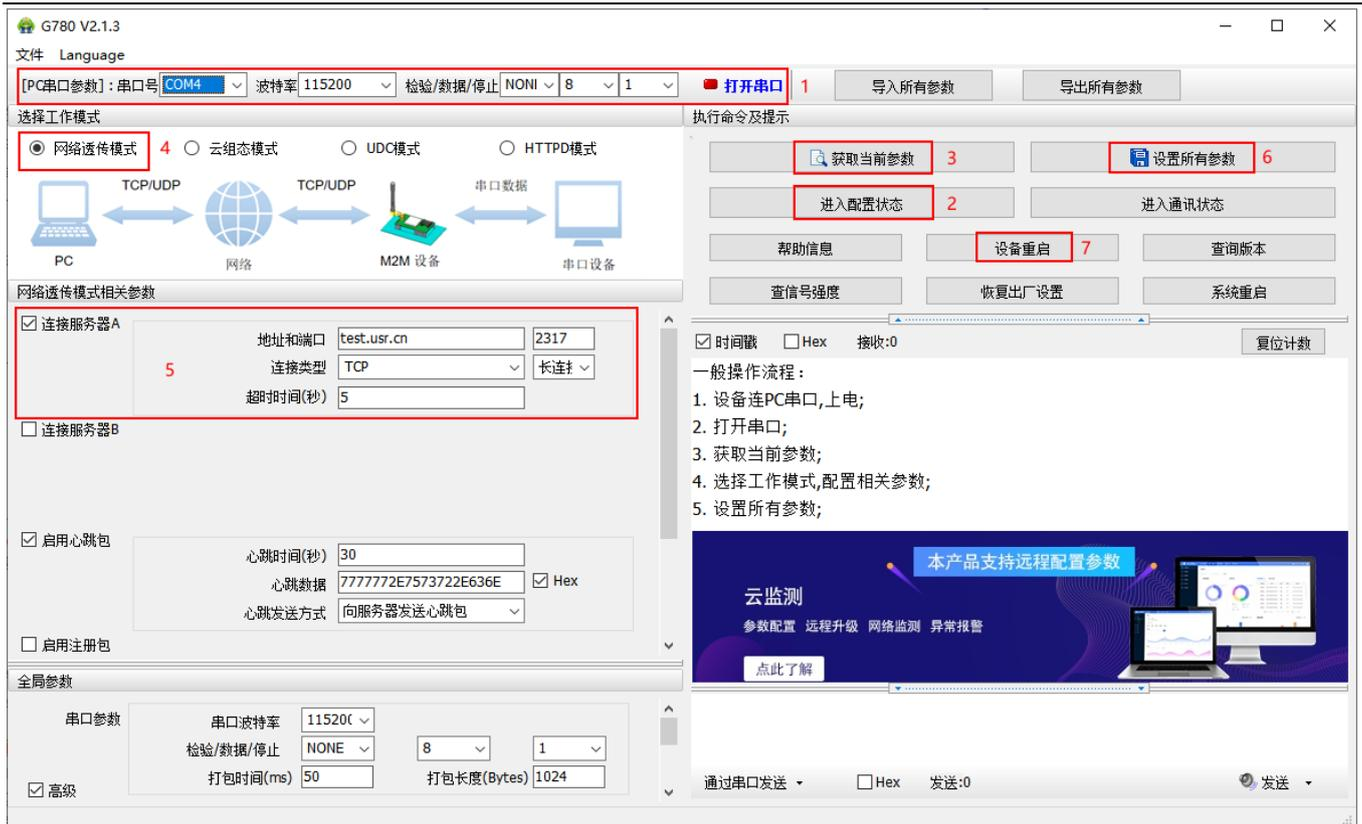 G780 V2.1.3
文件 Language
[PC串口参数]:串口号 COM4 波特率 115200 检验/数据/停止 NONI 8 1 打开串口 1 导入所有参数 导出所有参数
选择工作模式
网络透传模式 4 云组态模式 UDC模式 HTTPD模式
TCP/UDP TCP/UDP 串口数据
PC 网络 M2M 设备 串口设备
网络透传模式相关参数
连接服务器A
地址和端口 test.usr.cn 2317
5 连接类型 TCP 长连接
超时时间(秒) 5
连接服务器B
启用心跳包
心跳时间(秒) 30
心跳数据 7777772E7573722E636E Hex
心跳发送方式 向服务器发送心跳包
启用注册包
全局参数
串口参数 串口波特率 115200
检验/数据/停止 NONE 8 1
打包时间(ms) 50 打包长度(Bytes) 1024
高级
执行命令及提示
获取当前参数 3 设置所有参数 6
进入配置状态 2 进入通讯状态
帮助信息 设备重启 7 查询版本
查信号强度 恢复出厂设置 系统重启
时间戳 Hex 接收:0 复位计数
一般操作流程:
1. 设备连PC串口,上电;
2. 打开串口;
3. 获取当前参数;
4. 选择工作模式,配置相关参数;
5. 设置所有参数;
本产品支持远程配置参数
云监测
参数配置 远程升级 网络监测 异常报警
点此了解
通过串口发送 Hex 发送:0 发送